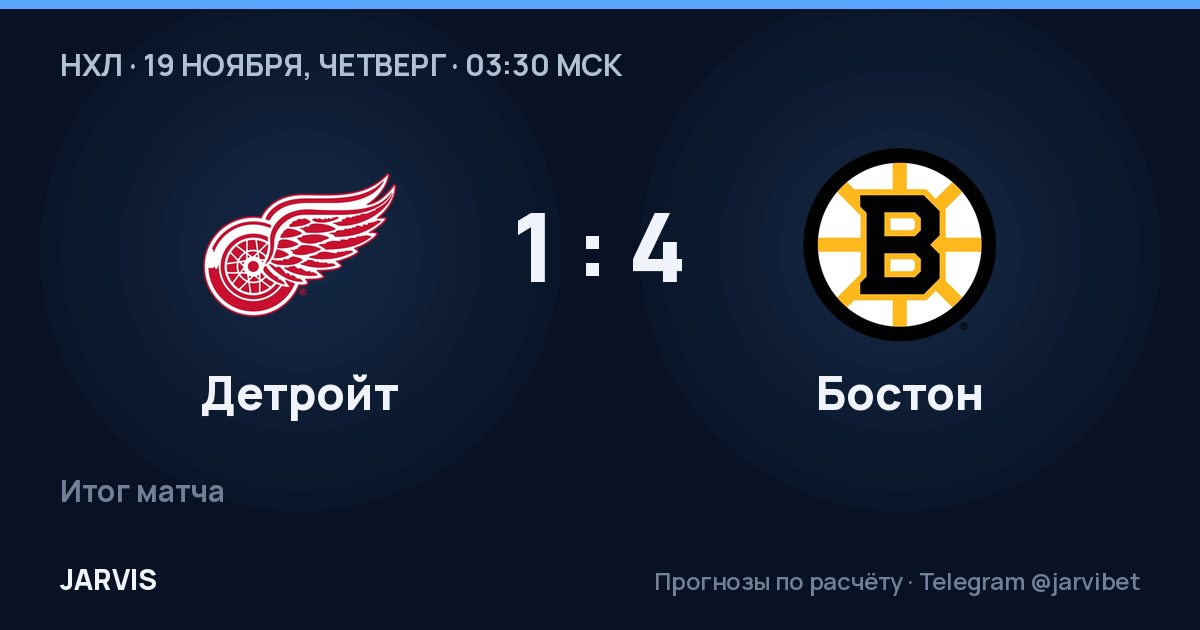 НХЛ · 19 НОЯБРЯ, ЧЕТВЕРГ · 03:30 МСК
1 : 4
B
Детройт
Бостон
Итог матча
JARVIS
Прогнозы по расчёту · Telegram @jarvibet